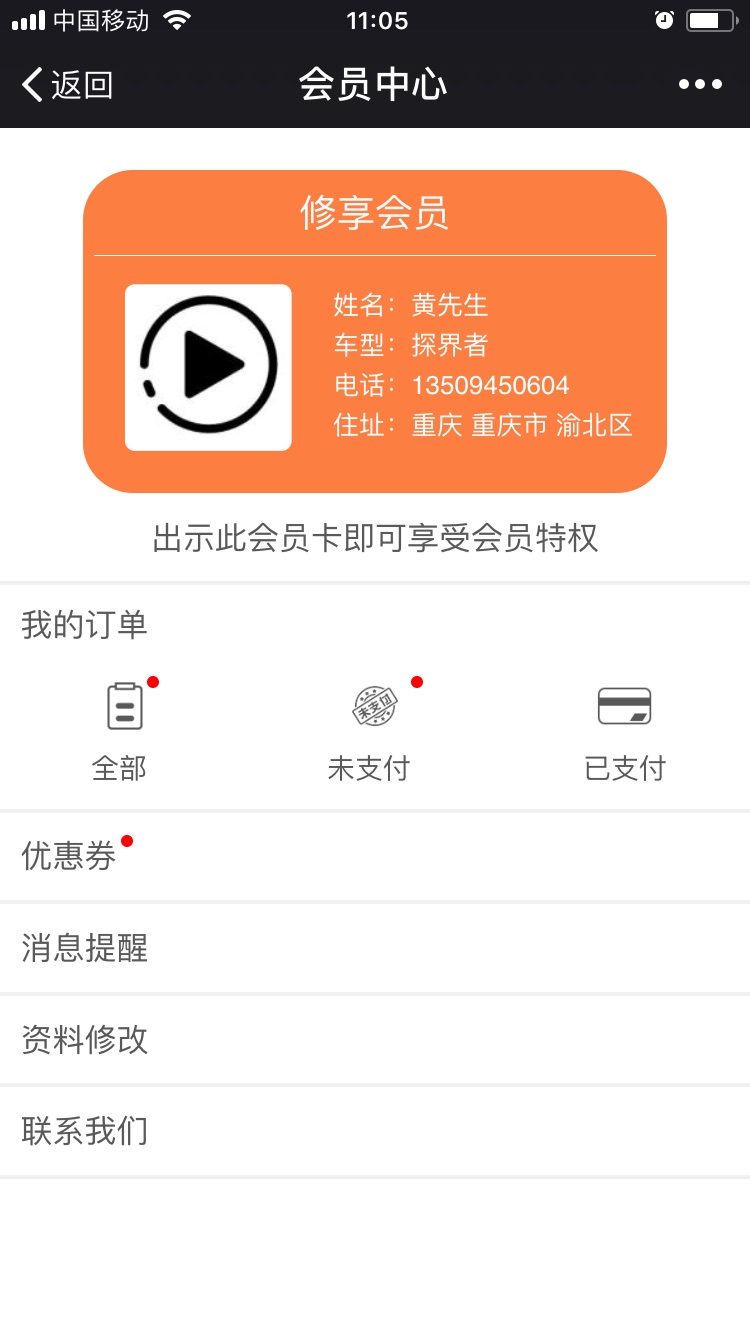 中国移动 11:05
返回 会员中心
修享会员
姓名：黄先生
车型：探界者
电话：13509450604
住址：重庆 重庆市 渝北区
出示此会员卡即可享受会员特权
我的订单
未支付
全部 未支付 已支付
优惠券
消息提醒
资料修改
联系我们